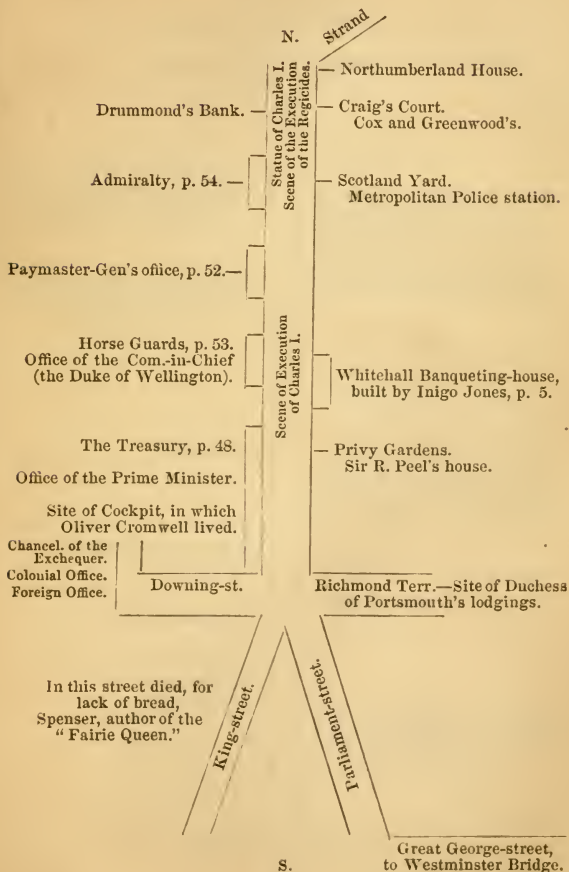 N.
Strand
Northumberland House.
Drummond's Bank.
Craig's Court.
Cox and Greenwood's.
Statue of Charles I.
Scene of the Execution
of the Regicides.
Admiralty, p. 54.
Scotland Yard.
Metropolitan Police station.
Paymaster-Gen's office, p. 52.
Horse Guards, p. 53.
Office of the Com.-in-Chief
(the Duke of Wellington).
Scene of Execution
of Charles I.
Whitehall Banqueting-house,
built by Inigo Jones, p. 5.
The Treasury, p. 48.
Office of the Prime Minister.
Privy Gardens.
Sir R. Peel's house.
Site of Cockpit, in which
Oliver Cromwell lived.
Chancel. of the
Exchequer.
Colonial Office.
Foreign Office.
Downing-st.
Richmond Terr.—Site of Duchess
of Portsmouth's lodgings.
In this street died, for
lack of bread,
Spenser, author of the
"Fairie Queen."
King-street.
Parliament-street.
Great George-street,
to Westminster Bridge.
S.